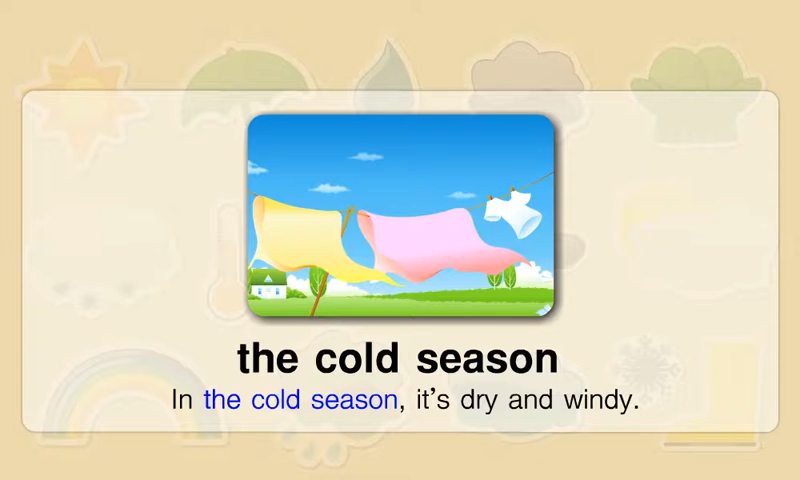 the cold season
In the cold season, it's dry and windy.